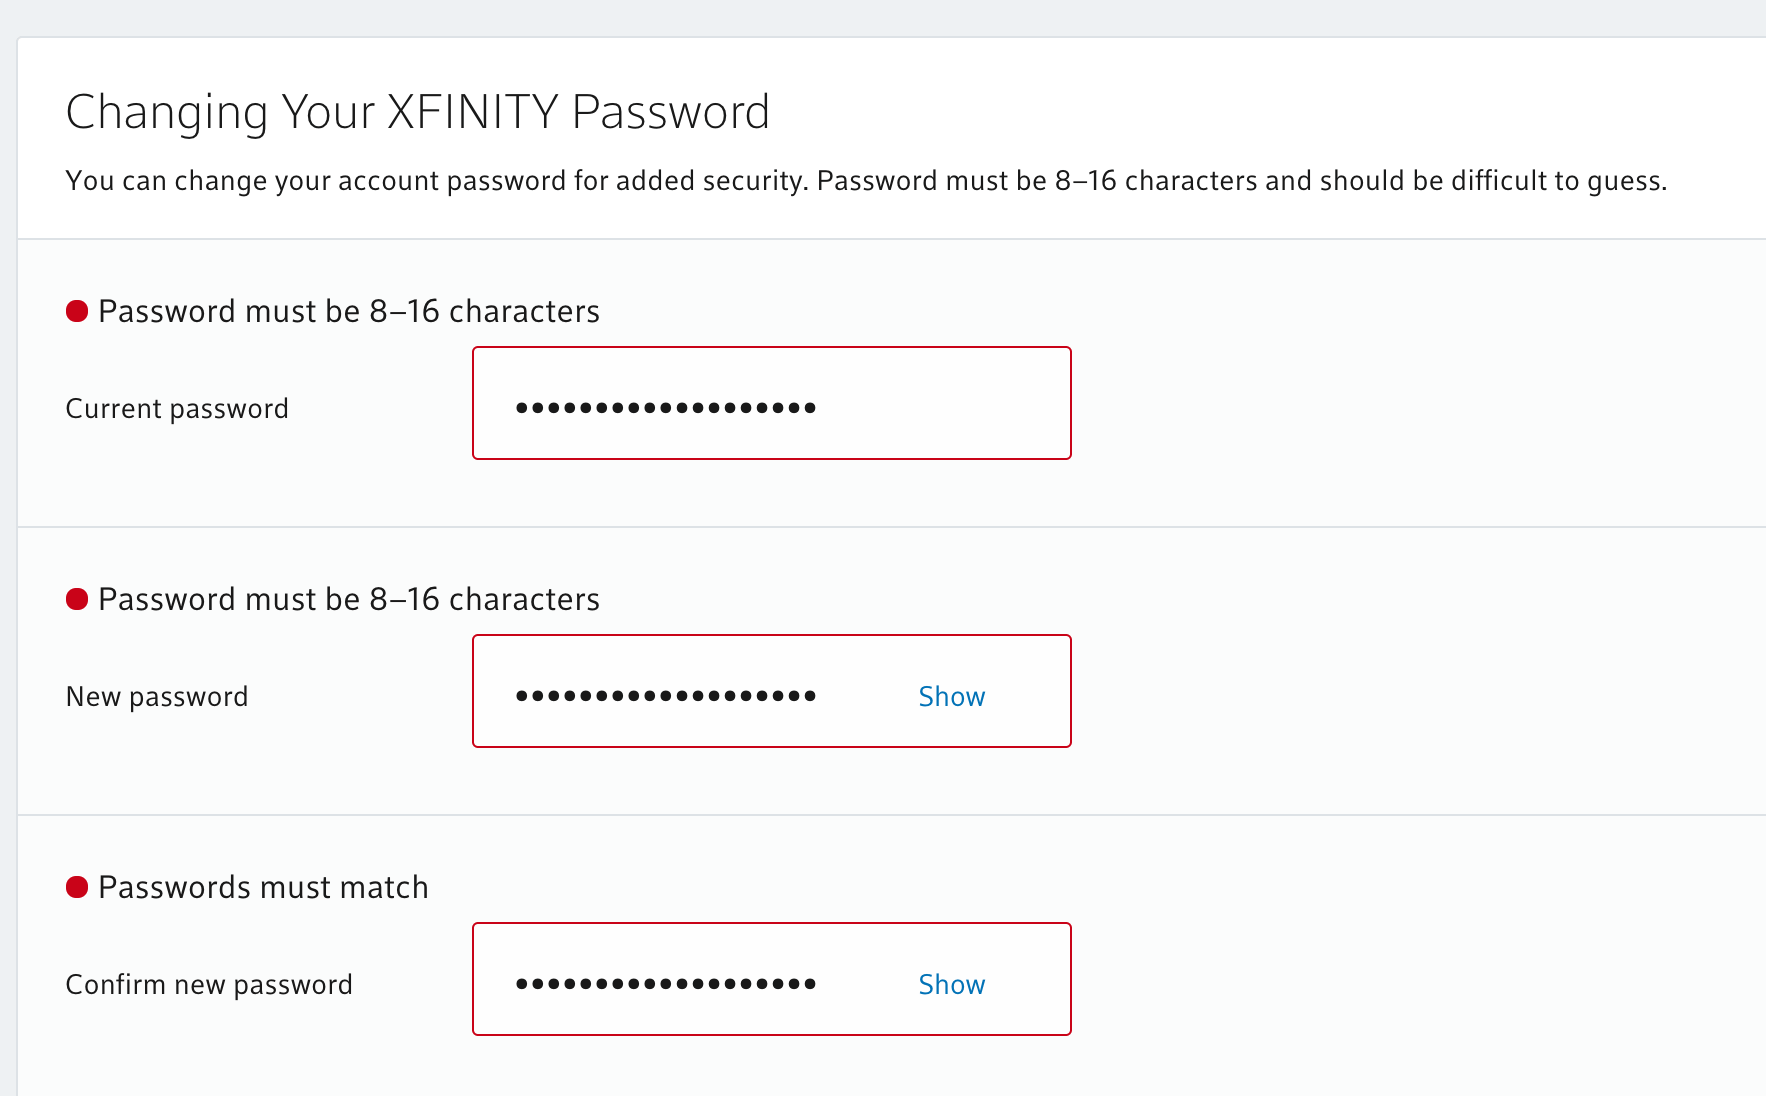 Changing Your XFINITY Password
You can change your account password for added security. Password must be 8–16 characters and should be difficult to guess.
Password must be 8–16 characters
Current password
•••••••••••••••••••
Password must be 8–16 characters
New password
••••••••••••••••••• Show
Passwords must match
Confirm new password
••••••••••••••••••• Show